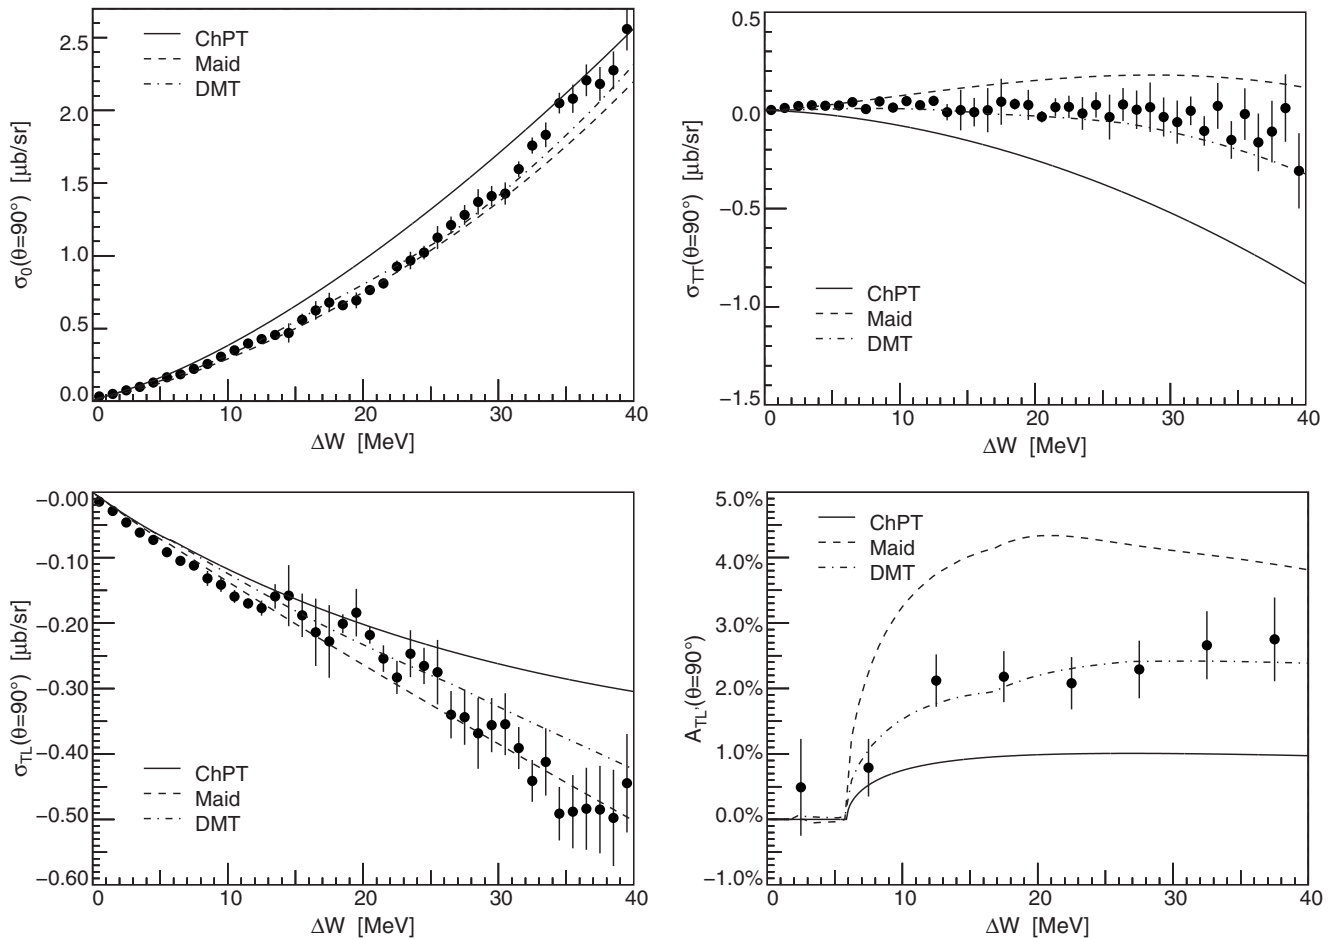 2.5
2.0
1.5
1.0
0.5
0.0
σ0(θ=90°) [μb/sr]
ChPT
Maid
DMT
0 10 20 30 40
ΔW [MeV]
0.5
0.0
−0.5
−1.0
−1.5
σTT(θ=90°) [μb/sr]
ChPT
Maid
DMT
0 10 20 30 40
ΔW [MeV]
−0.00
−0.10
−0.20
−0.30
−0.40
−0.50
−0.60
σTL(θ=90°) [μb/sr]
ChPT
Maid
DMT
0 10 20 30 40
ΔW [MeV]
5.0%
4.0%
3.0%
2.0%
1.0%
0.0%
−1.0%
ATL'(θ=90°)
ChPT
Maid
DMT
0 10 20 30 40
ΔW [MeV]